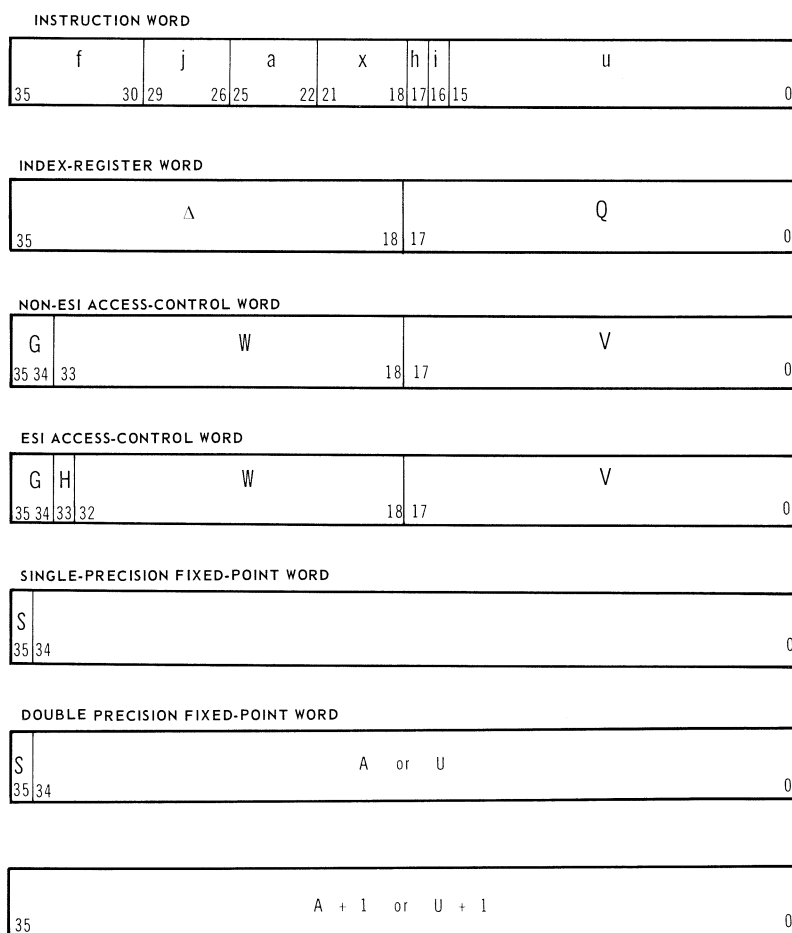 INSTRUCTION WORD
f j a x h i u
35 30 29 26 25 22 21 18 17 16 15 0
INDEX-REGISTER WORD
Δ Q
35 18 17 0
NON-ESI ACCESS-CONTROL WORD
G W V
35 34 33 18 17 0
ESI ACCESS-CONTROL WORD
G H W V
35 34 33 32 18 17 0
SINGLE-PRECISION FIXED-POINT WORD
S
35 34 0
DOUBLE PRECISION FIXED-POINT WORD
S A or U
35 34 0
A + 1 or U + 1
35 0